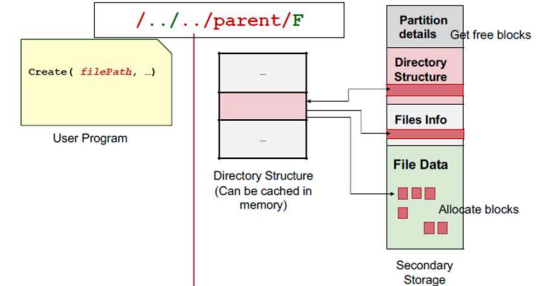 /../../parent/F
Create( filePath, …)
User Program
…
…
…
Directory Structure
(Can be cached in
memory)
Partition
details
Get free blocks
Directory
Structure
Files Info
File Data
Allocate blocks
Secondary
Storage